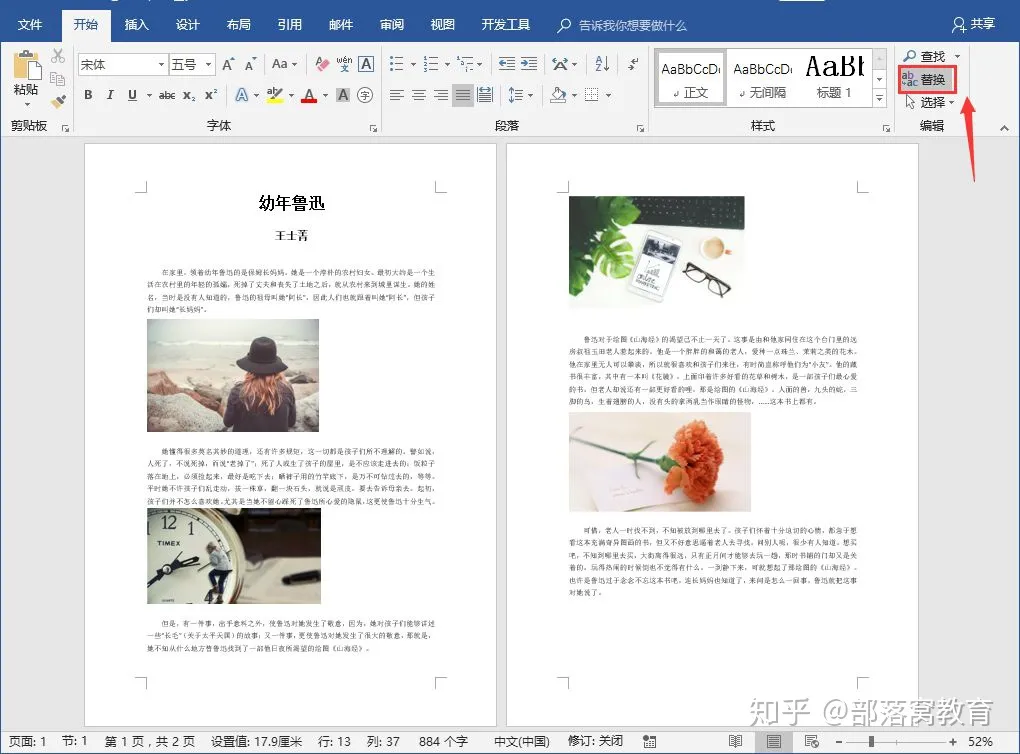 文件 开始 插入 设计 布局 引用 邮件 审阅 视图 开发工具 告诉我你想要做什么 共享
宋体 五号 Aa wén A
粘贴
B I U abc x₂ x² A aby A A 字
剪贴板 字体 段落 样式 编辑
AaBbCcDc AaBbCcDc AaBb
正文 无间隔 标题 1
查找
替换
选择
幼年鲁迅
王士菁
在家里，领着幼年鲁迅的是保姆长妈妈。她是一个淳朴的农村妇女。最初大约是一个生
活在农村里的年轻的孤孀，死掉了丈夫和丧失了土地之后，就从农村来到城里谋生。她的姓
名，当时是没有人知道的，鲁迅的祖母叫她“阿长”，因此人们也就跟着叫她“阿长”，但孩子
们却叫她“长妈妈”。
她懂得很多莫名其妙的道理，还有许多规矩，这一切都是孩子们所不理解的。譬如说，
人死了，不说死掉，而说“老掉了”；死了人或生了孩子的屋里，是不应该走进去的；饭粒子
落在地上，必须拾起来，最好是吃下去；晒裤子用的竹竿底下，是万不可钻过去的，等等。
平时她不许孩子们乱走动，拔一株草，翻一块石头，就说是顽皮，要去告诉母亲去。起初，
孩子们并不怎么喜欢她。尤其是当她不留心踩死了鲁迅所心爱的隐鼠，这更使鲁迅十分生气。
12
11
1
10
TIMEX
但是，有一件事，出乎意料之外，使鲁迅对她发生了敬意，因为，她对孩子们能够讲述
一些“长毛”（关于太平天国）的故事；又一件事，更使鲁迅对她发生了很大的敬意，那就是，
她不知从什么地方替鲁迅找到了一部他日夜所渴望的绘图《山海经》。
MARKETING
鲁迅对于绘图《山海经》的渴望已不止一天了。这事是由和他家同住在这个台门里的远
房叔祖玉田老人惹起来的。他是一个胖胖的和蔼的老人，爱种一点珠兰、茉莉之类的花木。
他在家里无人可以攀谈，所以就很喜欢和孩子们来往，有时简直称呼他们为“小友”。他的藏
书很丰富，其中有一本叫《花镜》，上面印着许多好看的花草和树木，是一部孩子们最心爱
的书。但老人却说还有一部更好看的哩，那是绘图的《山海经》。人面的兽，九头的蛇，三
脚的鸟，生着翅膀的人，没有头的拿两乳当作眼睛的怪物，……这本书上都有。
可惜，老人一时找不到，不知被放到哪里去了。孩子们怀着十分迫切的心情，都急于想
看这本充满奇异图画的书，但又不好意思逼着老人去寻找。问别人呢，很少有人知道。想买
吧，不知到哪里去买，大街离得很远，只有正月间才能够去玩一趟，那时书铺的门却又是关
着的。玩得热闹的时候倒也不觉得有什么，一到静下来，可就想起了那绘图的《山海经》。
也许是鲁迅过于念念不忘这本书吧，连长妈妈也知道了，来问是怎么一回事，鲁迅就把这事
对她说了。
知乎 @部落窝教育
页面: 1 节: 1 第 1 页，共 2 页 设置值: 17.9厘米 行: 13 列: 37 884 个字 中文(中国) 修订: 关闭 52%